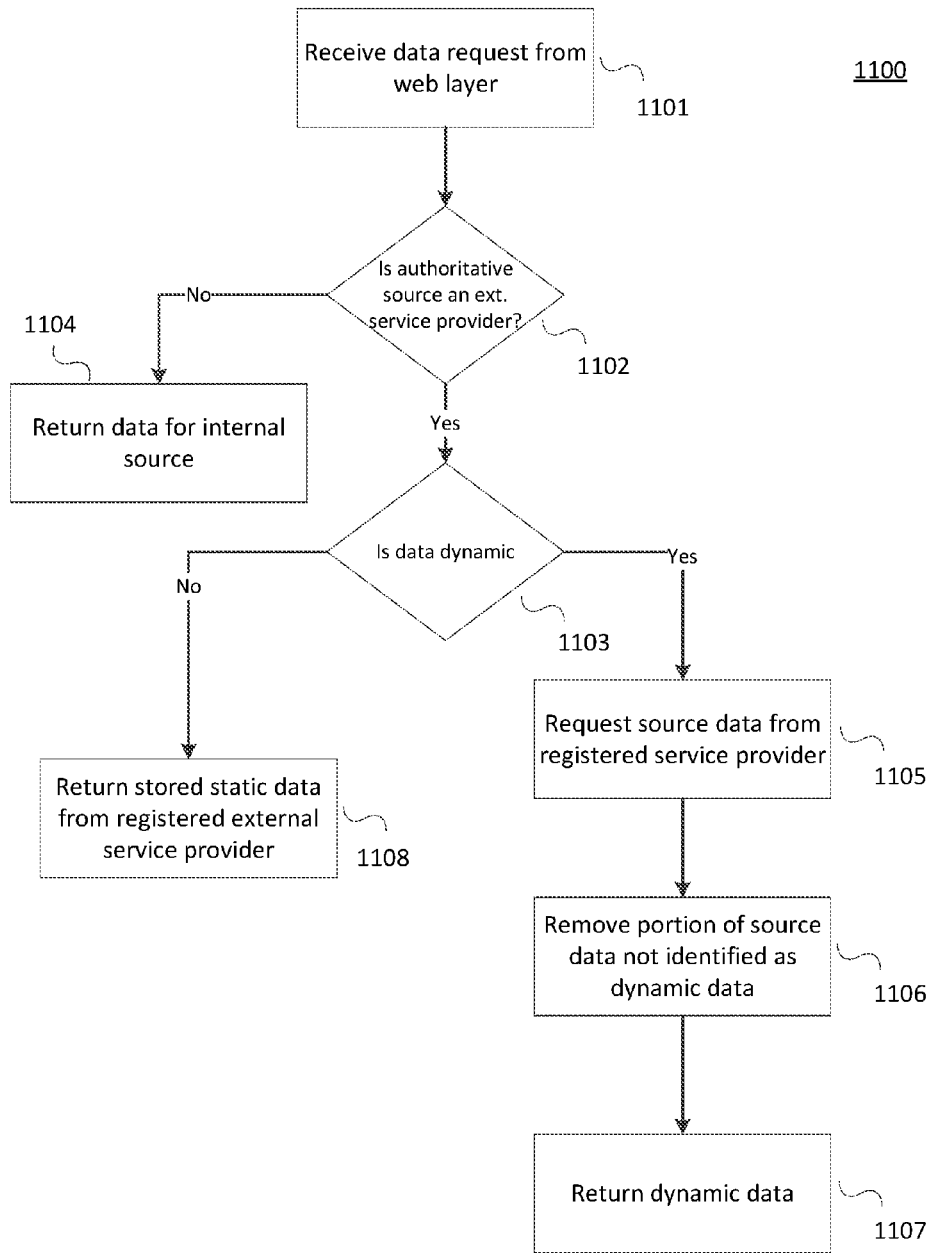 Receive data request from
web layer
1100
1101
Is authoritative
source an ext.
service provider?
No
1102
1104
Return data for internal
source
Yes
Is data dynamic
No
Yes
1103
Request source data from
registered service provider
1105
Return stored static data
from registered external
service provider
1108
Remove portion of source
data not identified as
dynamic data
1106
Return dynamic data
1107